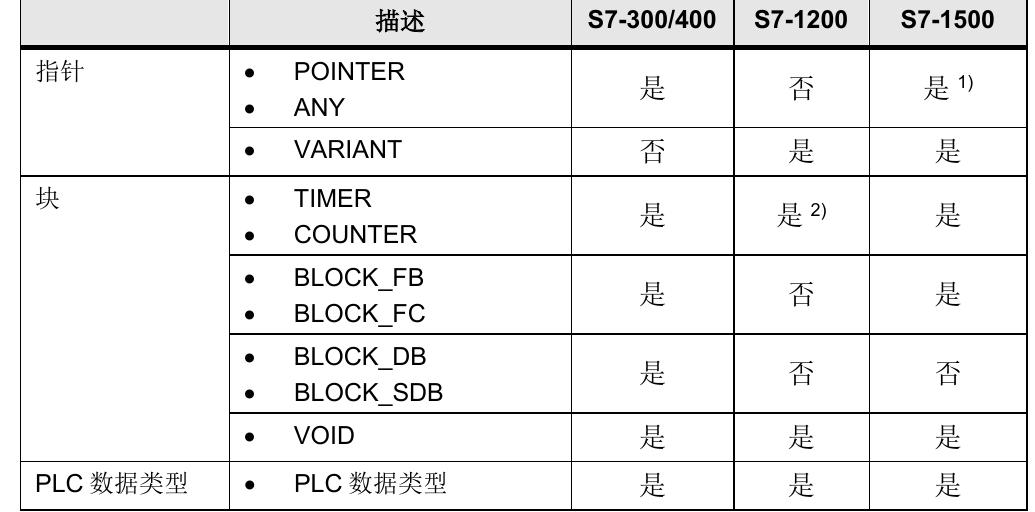 描述 S7-300/400 S7-1200 S7-1500
指针
• POINTER
• ANY
是 否 是 1)
• VARIANT 否 是 是
块
• TIMER
• COUNTER
是 是 2) 是
• BLOCK_FB
• BLOCK_FC
是 否 是
• BLOCK_DB
• BLOCK_SDB
是 否 否
• VOID 是 是 是
PLC 数据类型 • PLC 数据类型 是 是 是